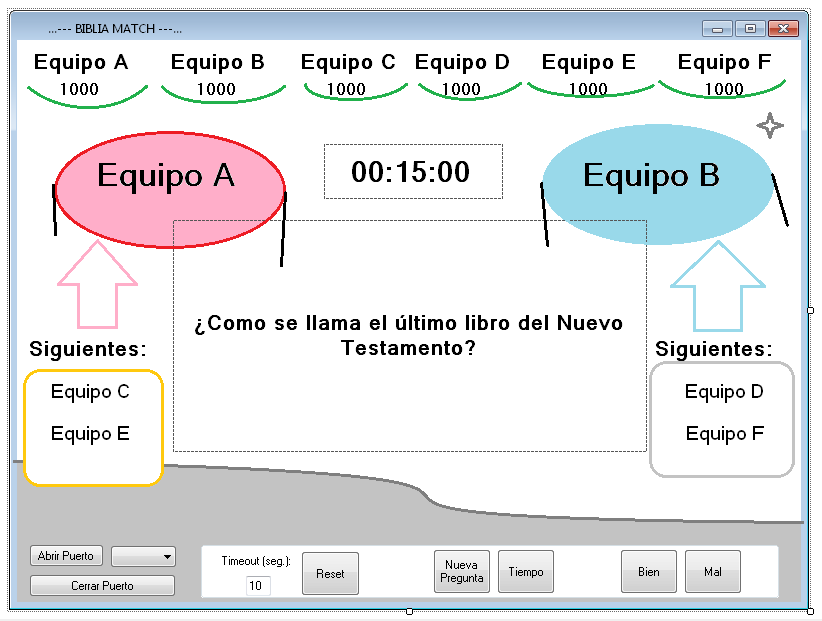 ...--- BIBLIA MATCH ---...
Equipo A Equipo B Equipo C Equipo D Equipo E Equipo F
1000 1000 1000 1000 1000 1000
Equipo A
00:15:00
Equipo B
¿Como se llama el último libro del Nuevo
Testamento?
Siguientes:
Equipo C
Equipo E
Siguientes:
Equipo D
Equipo F
Abrir Puerto
Cerrar Puerto
Timeout (seg.):
10
Reset
Nueva
Pregunta
Tiempo
Bien
Mal